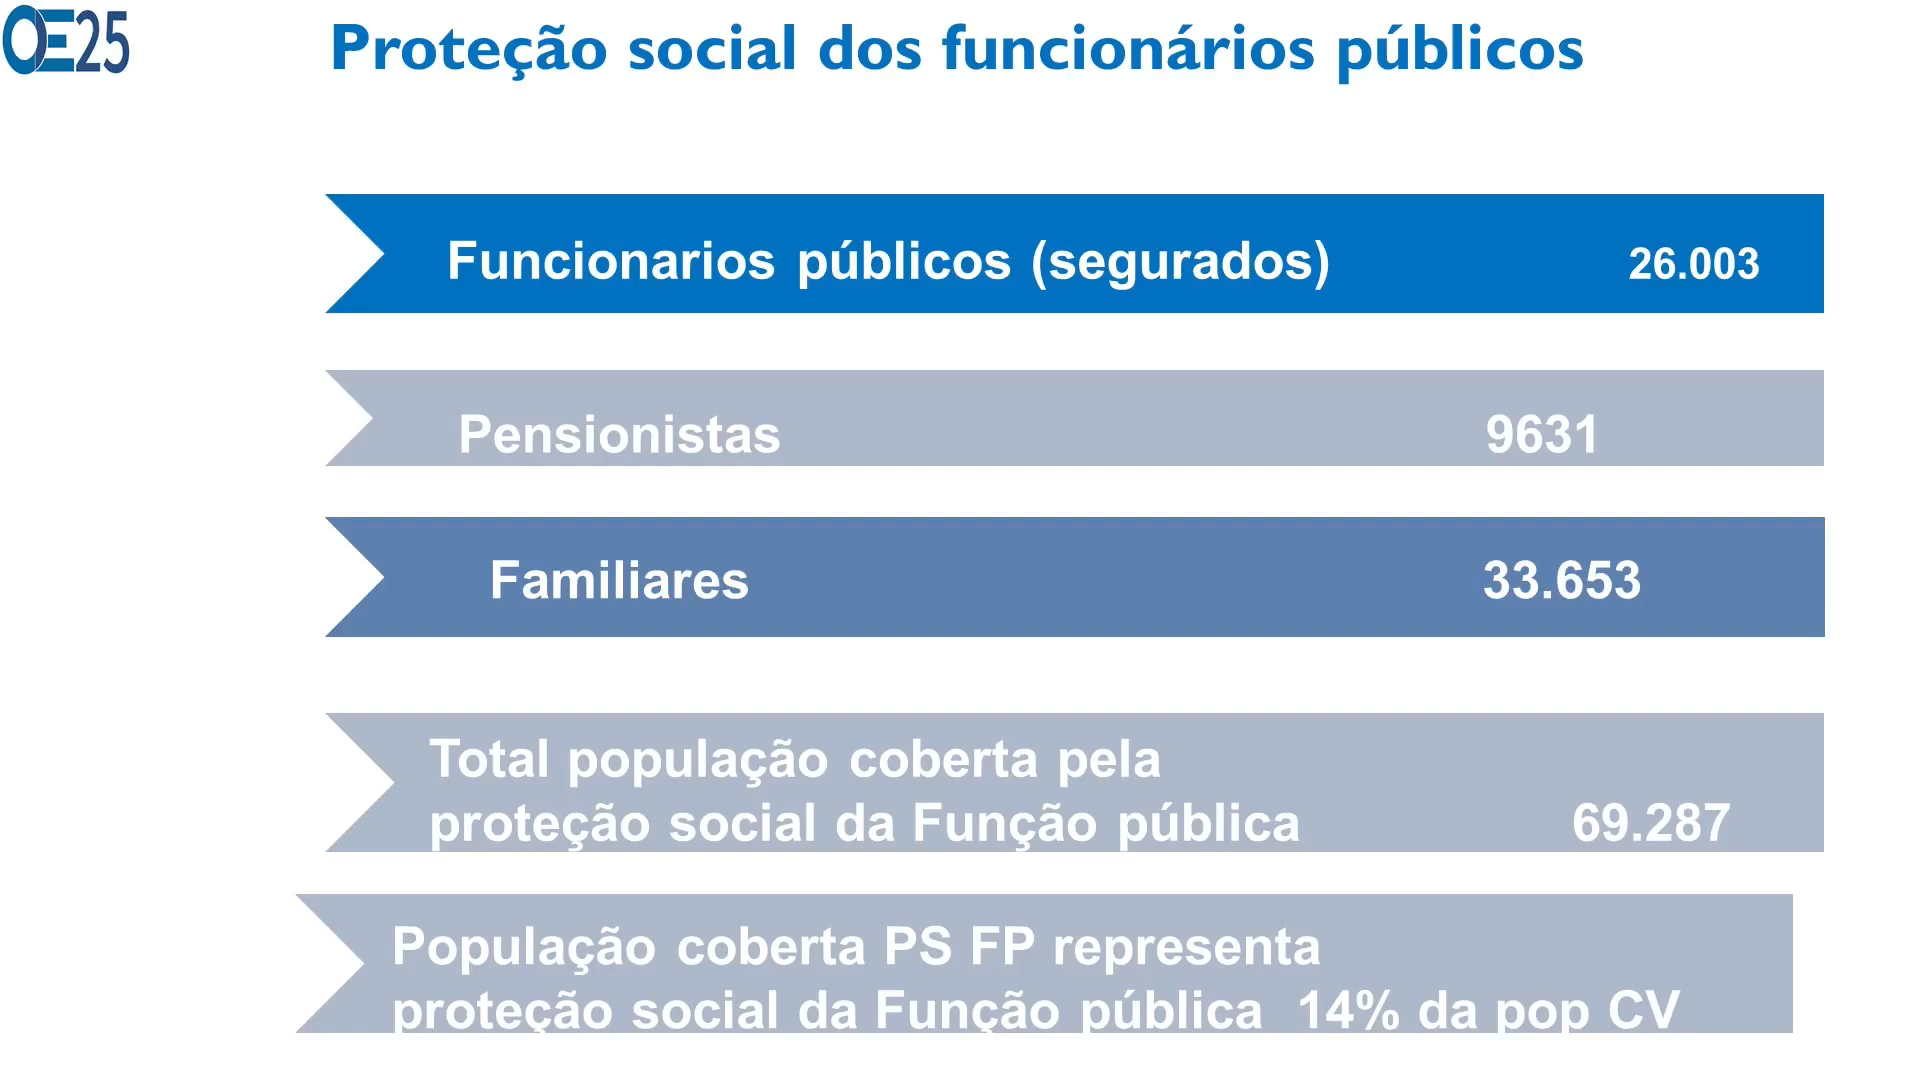 OE25
Proteção social dos funcionários públicos
Funcionarios públicos (segurados) 26.003
Pensionistas 9631
Familiares 33.653
Total população coberta pela
proteção social da Função pública 69.287
População coberta PS FP representa
proteção social da Função pública 14% da pop CV